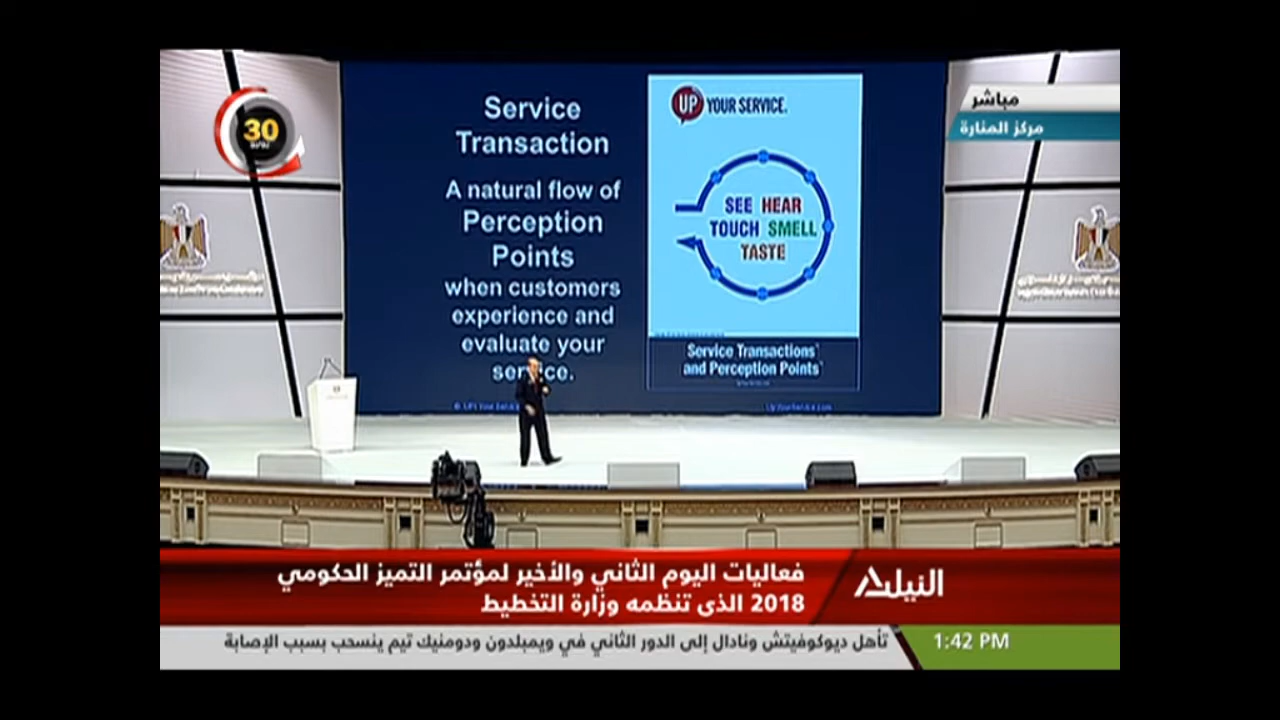 Service
Transaction
A natural flow of
Perception
Points
when customers
experience and
evaluate your
service.
UP YOUR SERVICE.
SEE HEAR
TOUCH SMELL
TASTE
Service Transactions
and Perception Points
UpYourService.com
30
يونيو
مباشر
مركز المنارة
النيل
فعاليات اليوم الثاني والأخير لمؤتمر التميز الحكومي
2018 الذى تنظمه وزارة التخطيط
1:42 PM
تأهل ديوكوفيتش ونادال إلى الدور الثاني في ويمبلدون ودومنيك تيم ينسحب بسبب الإصابة